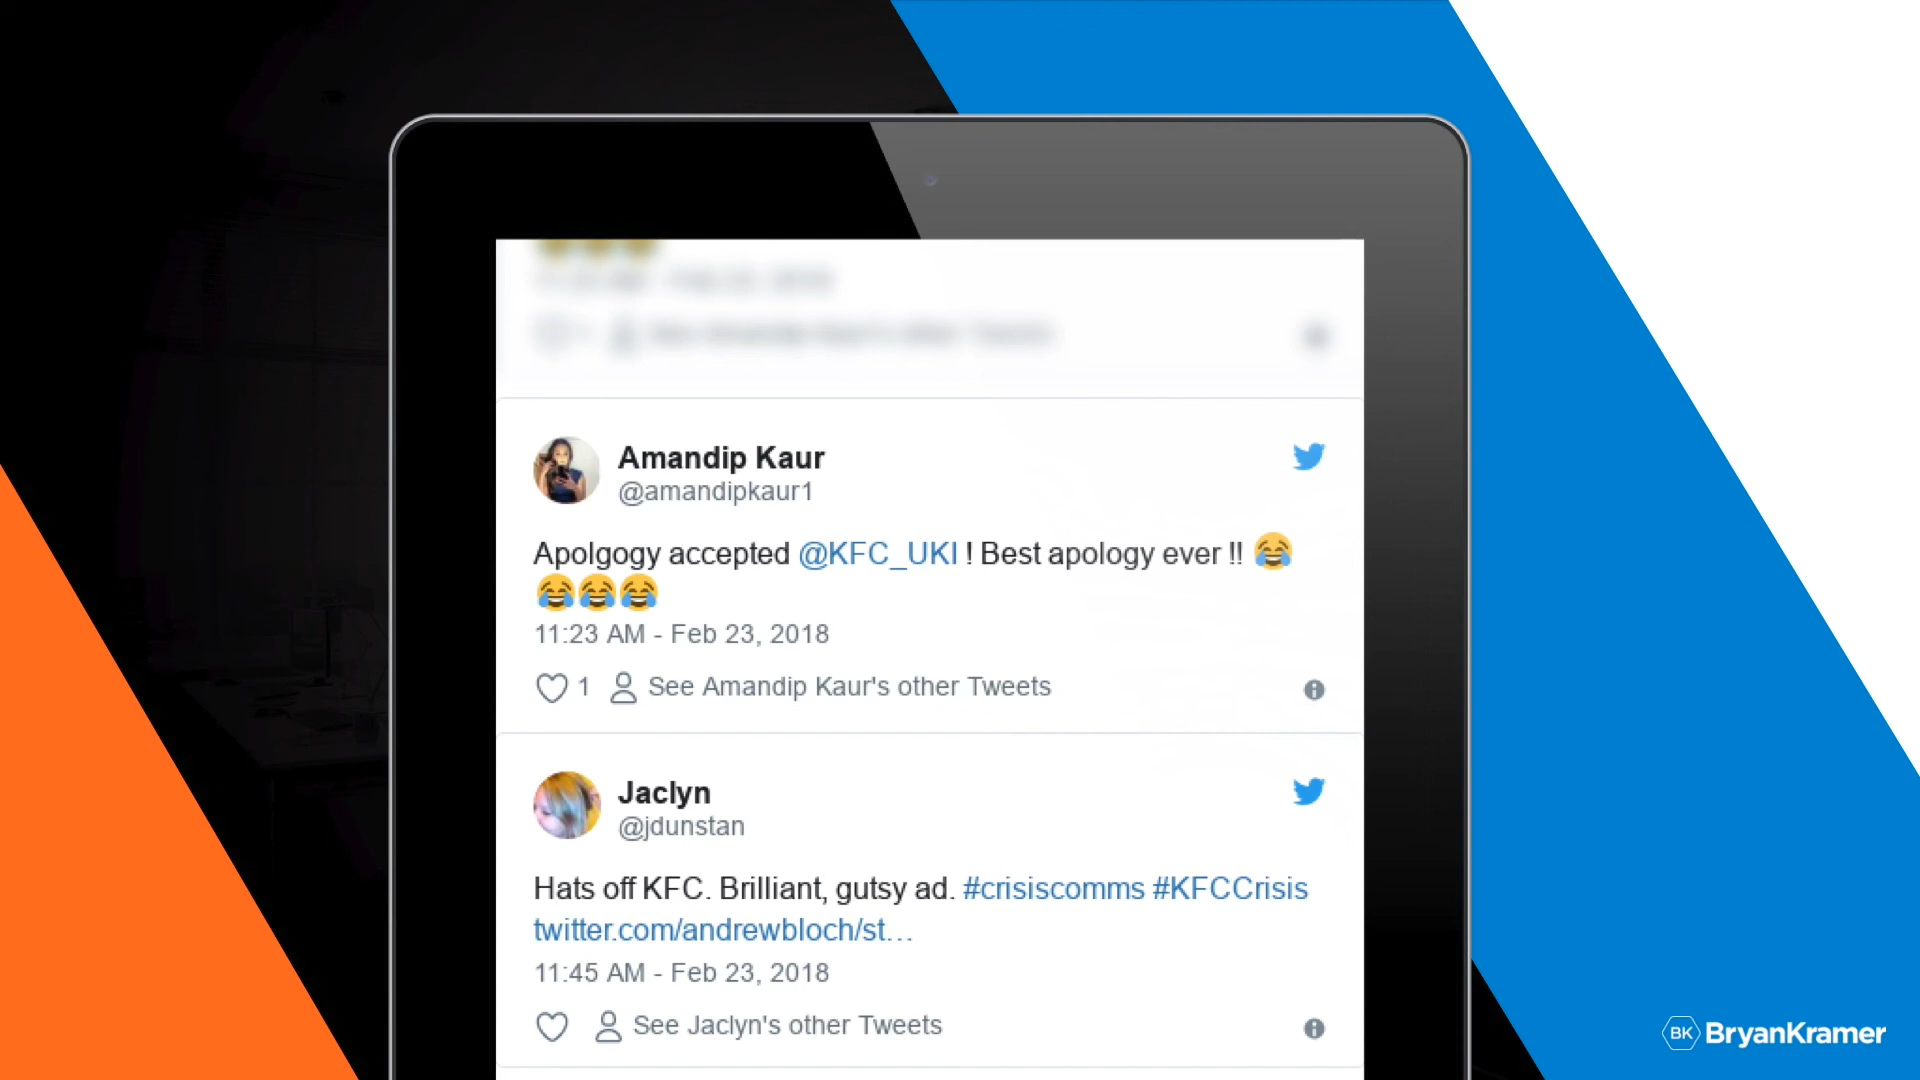 Amandip Kaur
@amandipkaur1
Apolgogy accepted @KFC_UKI ! Best apology ever !! 😂
😂😂😂
11:23 AM - Feb 23, 2018
1 See Amandip Kaur's other Tweets
Jaclyn
@jdunstan
Hats off KFC. Brilliant, gutsy ad. #crisiscomms #KFCCrisis
twitter.com/andrewbloch/st…
11:45 AM - Feb 23, 2018
See Jaclyn's other Tweets
BK BryanKramer